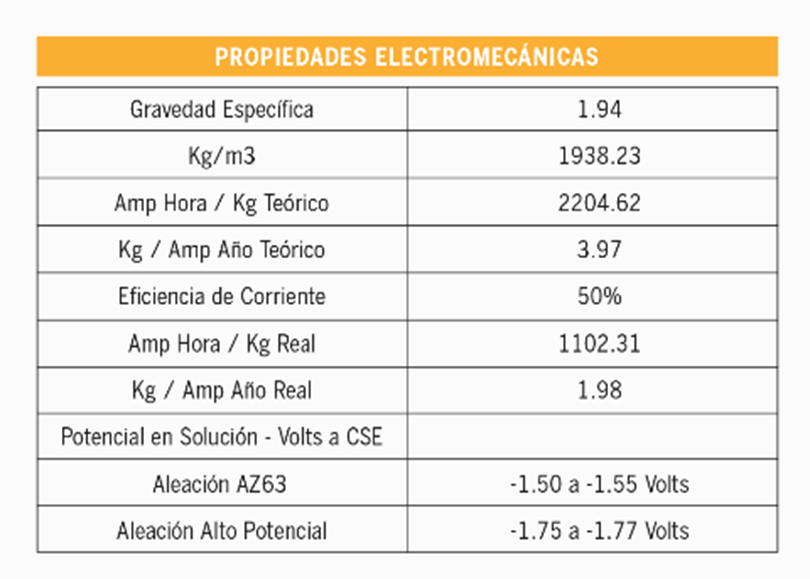 PROPIEDADES ELECTROMECÁNICAS
Gravedad Específica 1.94
Kg/m3 1938.23
Amp Hora / Kg Teórico 2204.62
Kg / Amp Año Teórico 3.97
Eficiencia de Corriente 50%
Amp Hora / Kg Real 1102.31
Kg / Amp Año Real 1.98
Potencial en Solución - Volts a CSE
Aleación AZ63 -1.50 a -1.55 Volts
Aleación Alto Potencial -1.75 a -1.77 Volts